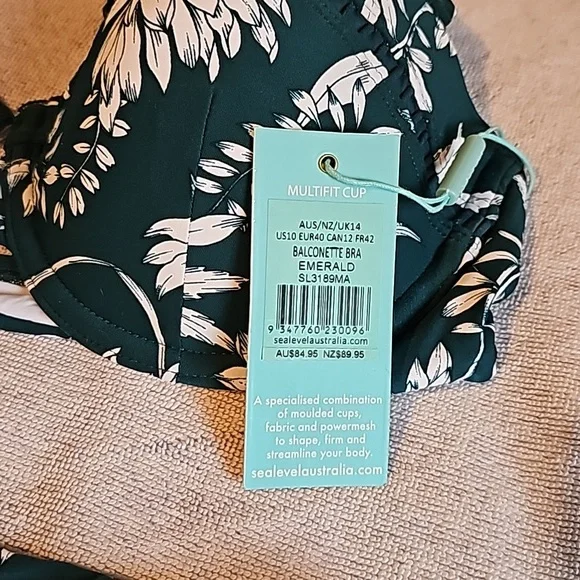 MULTIFIT CUP
AUS/NZ/UK14
US10 EUR40 CAN12 FR42
BALCONETTE BRA
EMERALD
SL3189MA
9 347760 230096
sealevelaustralia.com
AU$84.95 NZ$89.95
A specialised combination
of moulded cups,
fabric and powermesh
to shape, firm and
streamline your body.
sealevelaustralia.com